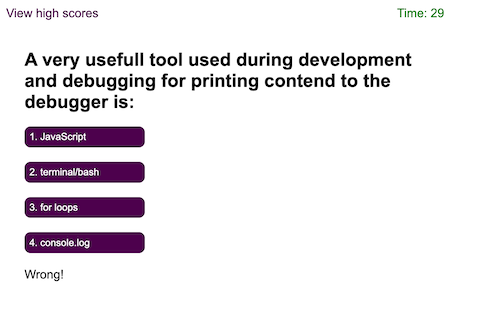 View high scores
Time: 29
A very usefull tool used during development
and debugging for printing contend to the
debugger is:
1. JavaScript
2. terminal/bash
3. for loops
4. console.log
Wrong!